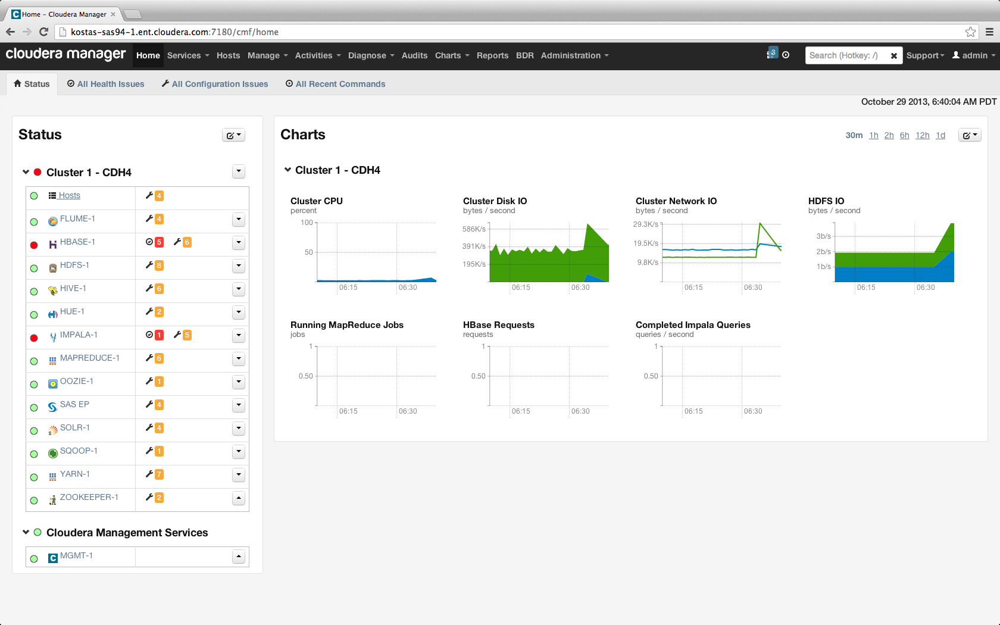 Home – Cloudera Manager
kostas-sas94-1.ent.cloudera.com:7180/cmf/home
cloudera manager Home Services Hosts Manage Activities Diagnose Audits Charts Reports BDR Administration 3 Search (Hotkey: /) Support admin
Status All Health Issues All Configuration Issues All Recent Commands
October 29 2013, 6:40:04 AM PDT
Status
Cluster 1 - CDH4
Hosts 4
FLUME-1 4
HBASE-1 5 6
HDFS-1 8
HIVE-1 6
HUE-1 2
IMPALA-1 1 5
MAPREDUCE-1 6
OOZIE-1 1
SAS EP 4
SOLR-1 4
SQOOP-1 1
YARN-1 7
ZOOKEEPER-1 2
Cloudera Management Services
MGMT-1
Charts 30m 1h 2h 6h 12h 1d
Cluster 1 - CDH4
Cluster CPU
percent
100
50
06:15 06:30
Cluster Disk IO
bytes / second
586K/s
391K/s
195K/s
06:15 06:30
Cluster Network IO
bytes / second
29.3K/s
19.5K/s
9.8K/s
06:15 06:30
HDFS IO
bytes / second
3b/s
2b/s
1b/s
06:15 06:30
Running MapReduce Jobs
jobs
1
0.50
06:15 06:30
HBase Requests
requests
1
0.50
06:15 06:30
Completed Impala Queries
queries / second
1
0.50
06:15 06:30